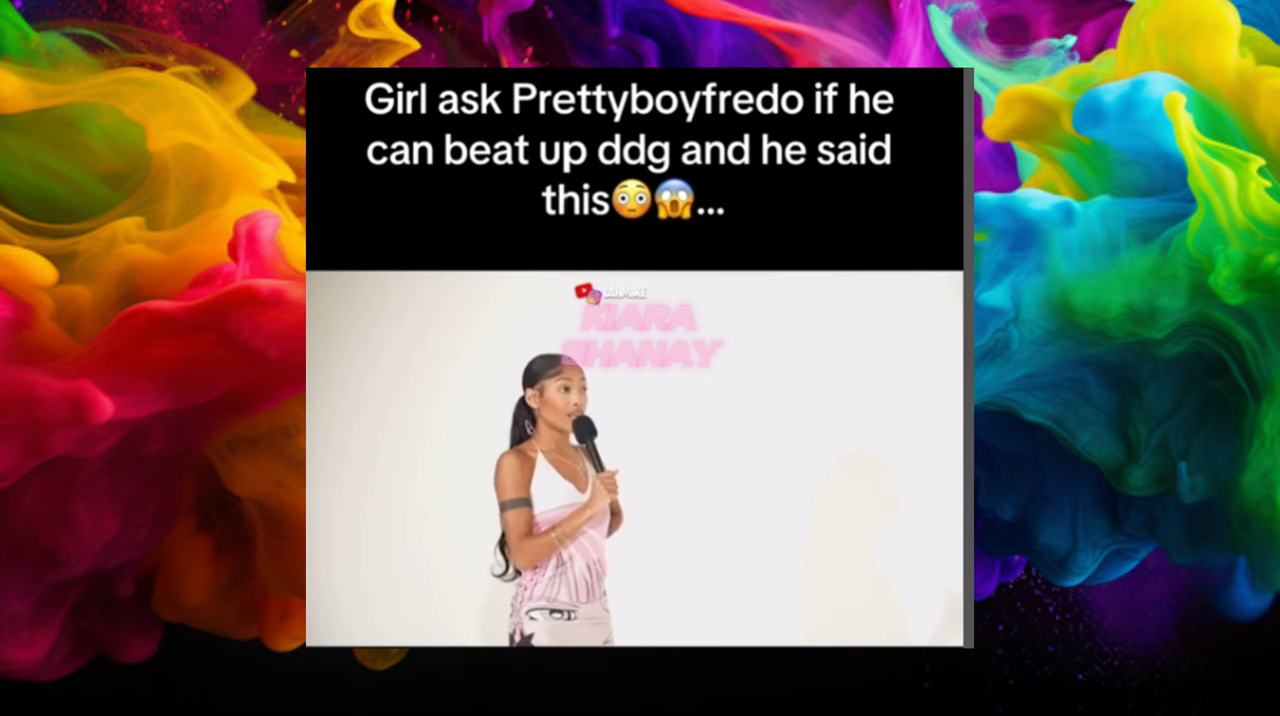 Girl ask Prettyboyfredo if he
can beat up ddg and he said
this😳😱...
KIARA
SHANAY